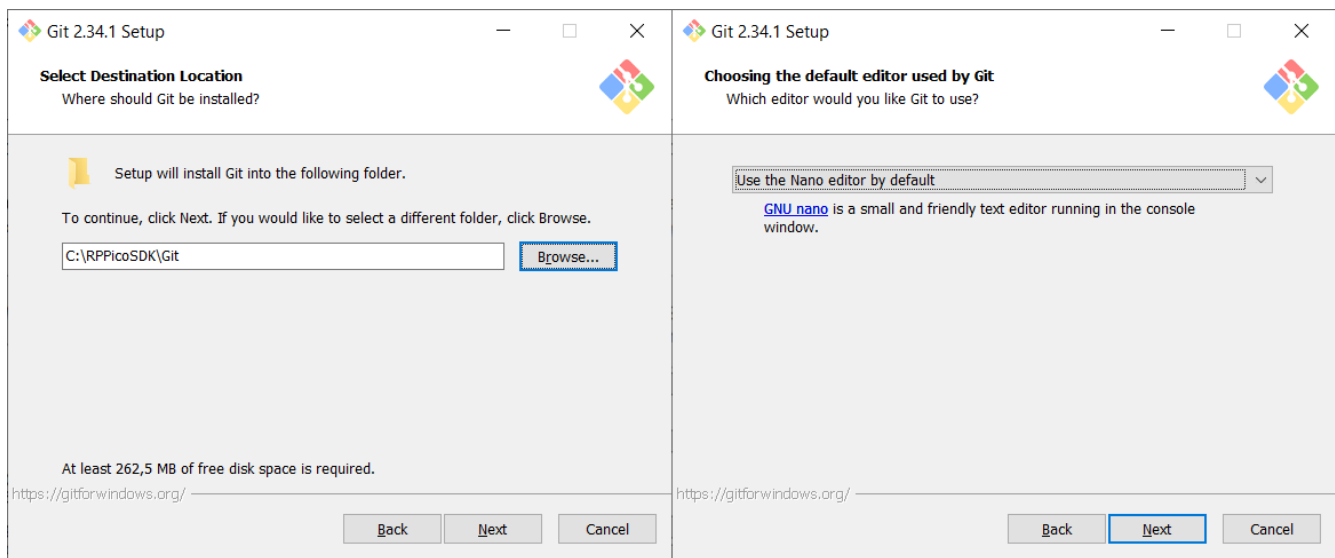 Git 2.34.1 Setup
Select Destination Location
Where should Git be installed?
Setup will install Git into the following folder.
To continue, click Next. If you would like to select a different folder, click Browse.
C:\RPPicoSDK\Git
Browse...
At least 262,5 MB of free disk space is required.
https://gitforwindows.org/
Back
Next
Cancel
Git 2.34.1 Setup
Choosing the default editor used by Git
Which editor would you like Git to use?
Use the Nano editor by default
GNU nano is a small and friendly text editor running in the console
window.
https://gitforwindows.org/
Back
Next
Cancel